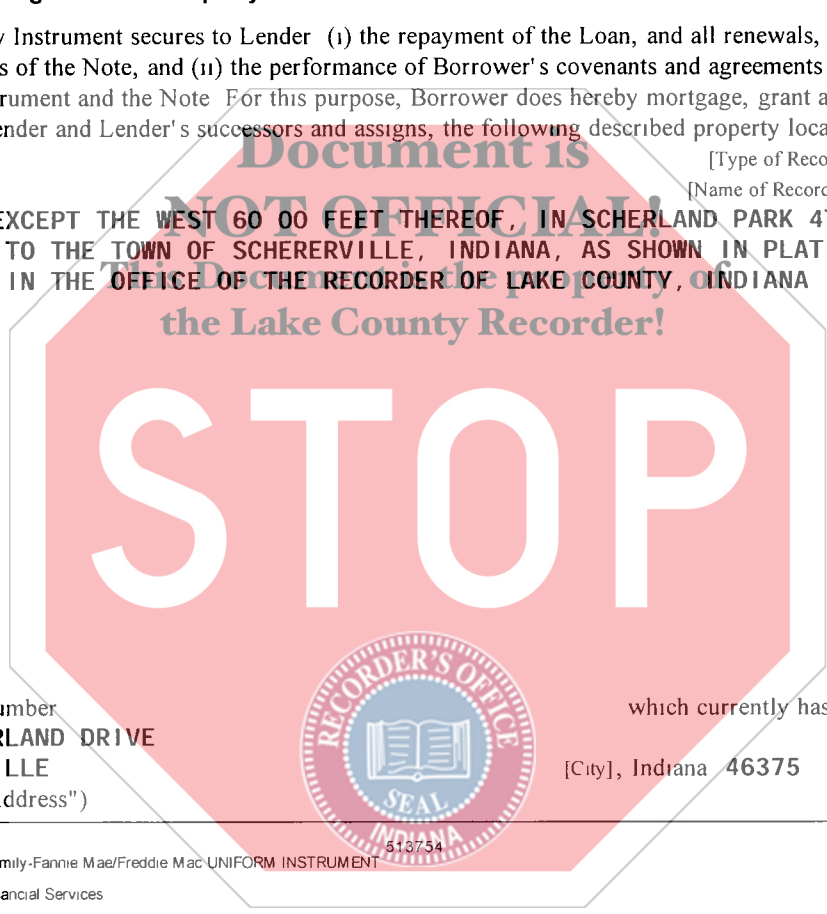 y Instrument secures to Lender (i) the repayment of the Loan, and all renewals,
s of the Note, and (ii) the performance of Borrower's covenants and agreements
rument and the Note For this purpose, Borrower does hereby mortgage, grant a
ender and Lender's successors and assigns, the following described property loca
Document is
[Type of Reco
[Name of Record
NOT OFFICIAL!
EXCEPT THE WEST 60 00 FEET THEREOF, IN SCHERLAND PARK 4
TO THE TOWN OF SCHERERVILLE, INDIANA, AS SHOWN IN PLAT
This Document is the property of
IN THE OFFICE OF THE RECORDER OF LAKE COUNTY, INDIANA
the Lake County Recorder!
STOP
RECORDER'S OFFICE
umber which currently has
RLAND DRIVE
LLE [City], Indiana 46375
ddress")
SEAL
INDIANA
513754
mily-Fannie Mae/Freddie Mac UNIFORM INSTRUMENT
ancial Services